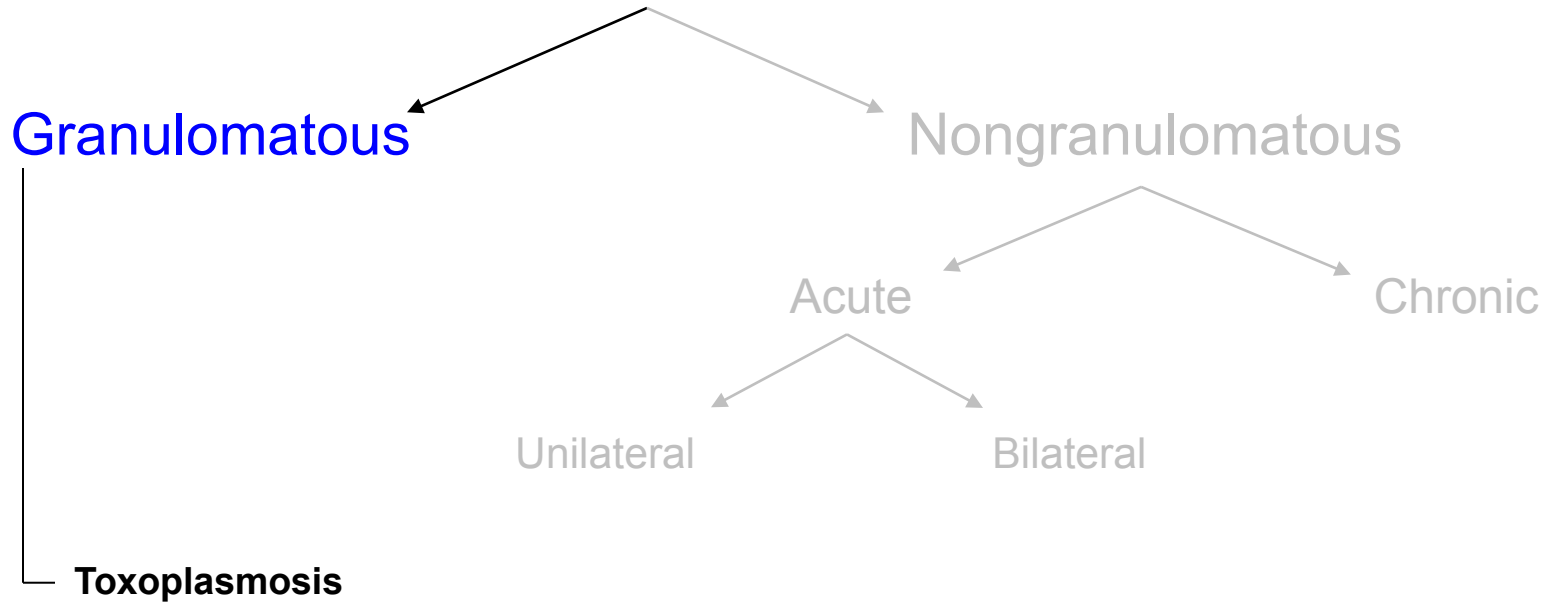 Granulomatous
Nongranulomatous
Acute
Chronic
Unilateral
Bilateral
Toxoplasmosis